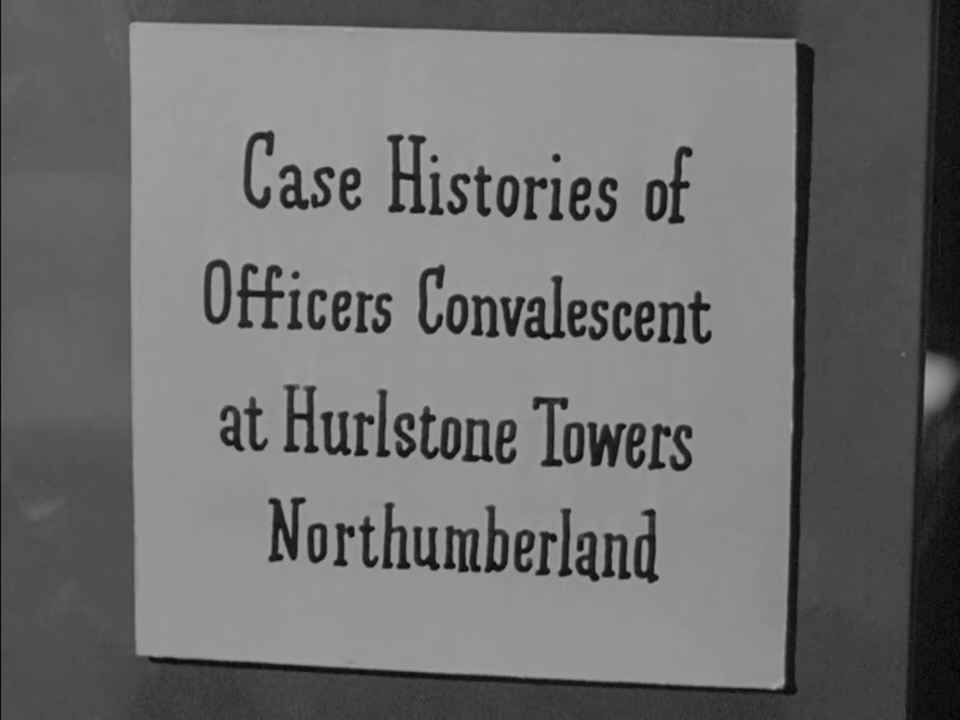 Case Histories of
Officers Convalescent
at Hurlstone Towers
Northumberland